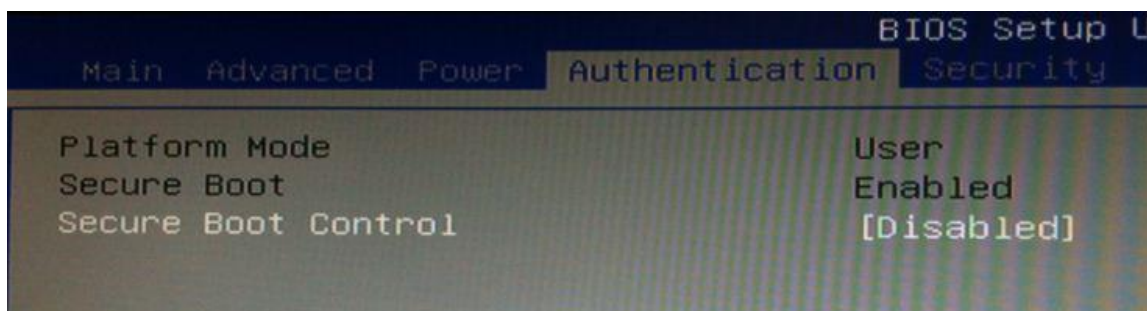 BIOS Setup
Main Advanced Power Authentication Security
Platform Mode User
Secure Boot Enabled
Secure Boot Control [Disabled]